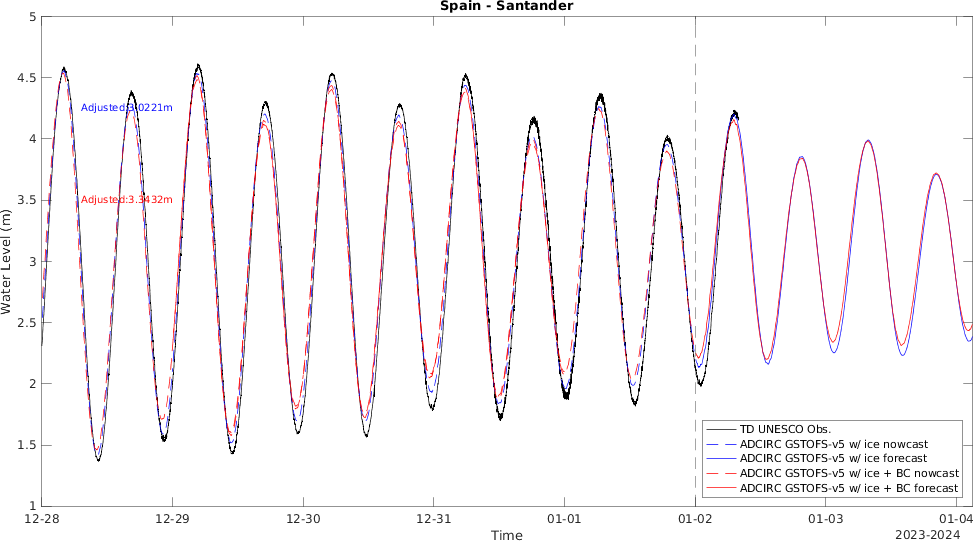 Spain - Santander
5
4.5
4
3.5
3
2.5
2
1.5
1
Water Level (m)
Adjusted:3.0221m
Adjusted:3.3432m
TD UNESCO Obs.
ADCIRC GSTOFS-v5 w/ ice nowcast
ADCIRC GSTOFS-v5 w/ ice forecast
ADCIRC GSTOFS-v5 w/ ice + BC nowcast
ADCIRC GSTOFS-v5 w/ ice + BC forecast
12-28 12-29 12-30 12-31 01-01 01-02 01-03 01-04
Time
2023-2024